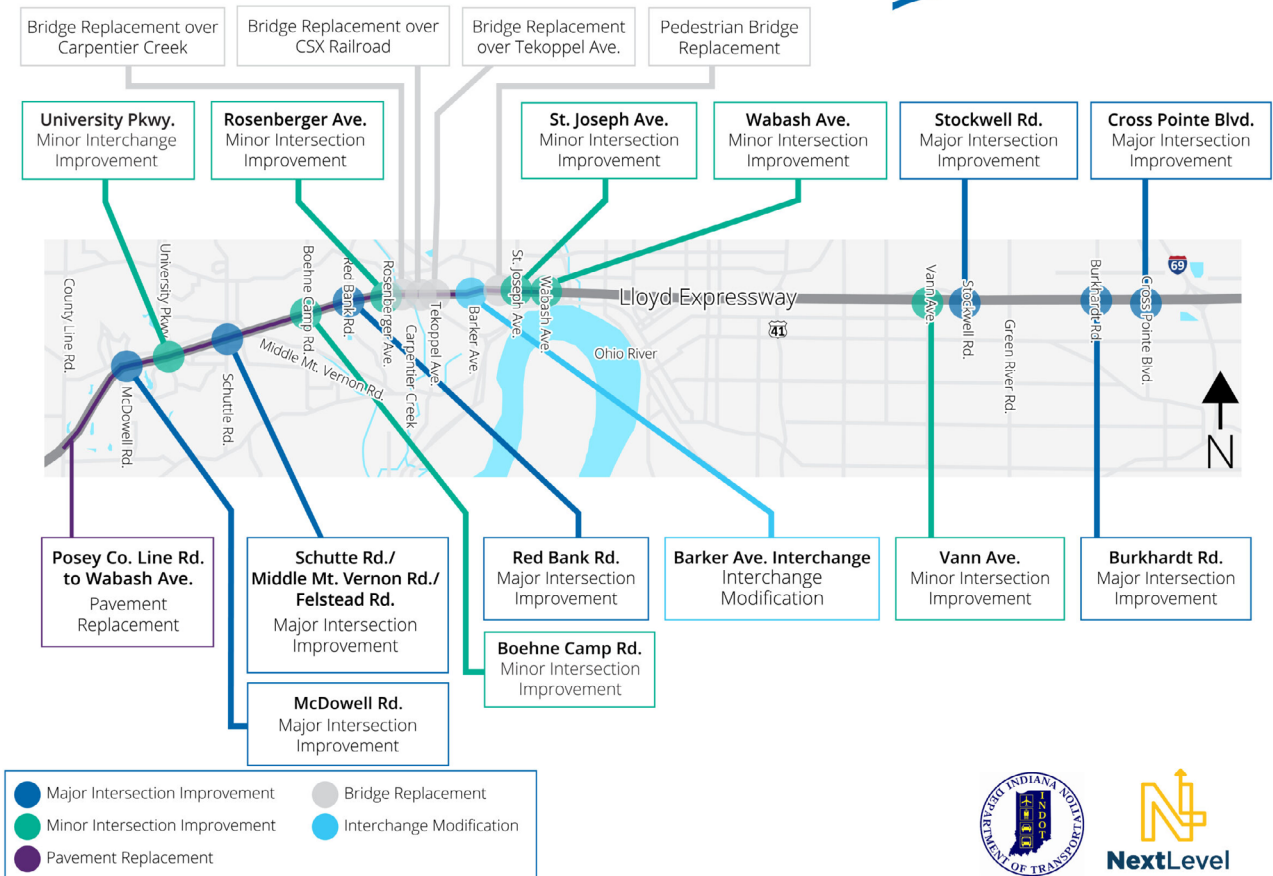 Bridge Replacement over
Carpentier Creek
Bridge Replacement over
CSX Railroad
Bridge Replacement
over Tekoppel Ave.
Pedestrian Bridge
Replacement
University Pkwy.
Minor Interchange
Improvement
Rosenberger Ave.
Minor Intersection
Improvement
St. Joseph Ave.
Minor Intersection
Improvement
Wabash Ave.
Minor Intersection
Improvement
Stockwell Rd.
Major Intersection
Improvement
Cross Pointe Blvd.
Major Intersection
Improvement
County Line Rd.
McDowell Rd.
University Pkwy.
Schuttle Rd.
Middle Mt. Vernon Rd.
Boehne Camp Rd.
Red Bank Rd.
Rosenberger Ave.
Carpentier Creek
Tekoppel Ave.
Barker Ave.
St. Joseph Ave.
Wabash Ave.
Ohio River
Lloyd Expressway
41
Vann Ave.
Stockwell Rd.
Green River Rd.
Burkhardt Rd.
Cross Pointe Blvd.
69
N
Posey Co. Line Rd.
to Wabash Ave.
Pavement
Replacement
Schutte Rd./
Middle Mt. Vernon Rd./
Felstead Rd.
Major Intersection
Improvement
McDowell Rd.
Major Intersection
Improvement
Red Bank Rd.
Major Intersection
Improvement
Boehne Camp Rd.
Minor Intersection
Improvement
Barker Ave. Interchange
Interchange
Modification
Vann Ave.
Minor Intersection
Improvement
Burkhardt Rd.
Major Intersection
Improvement
Major Intersection Improvement
Minor Intersection Improvement
Pavement Replacement
Bridge Replacement
Interchange Modification
INDIANA
DEPARTMENT OF TRANSPORTATION
INDOT
NextLevel